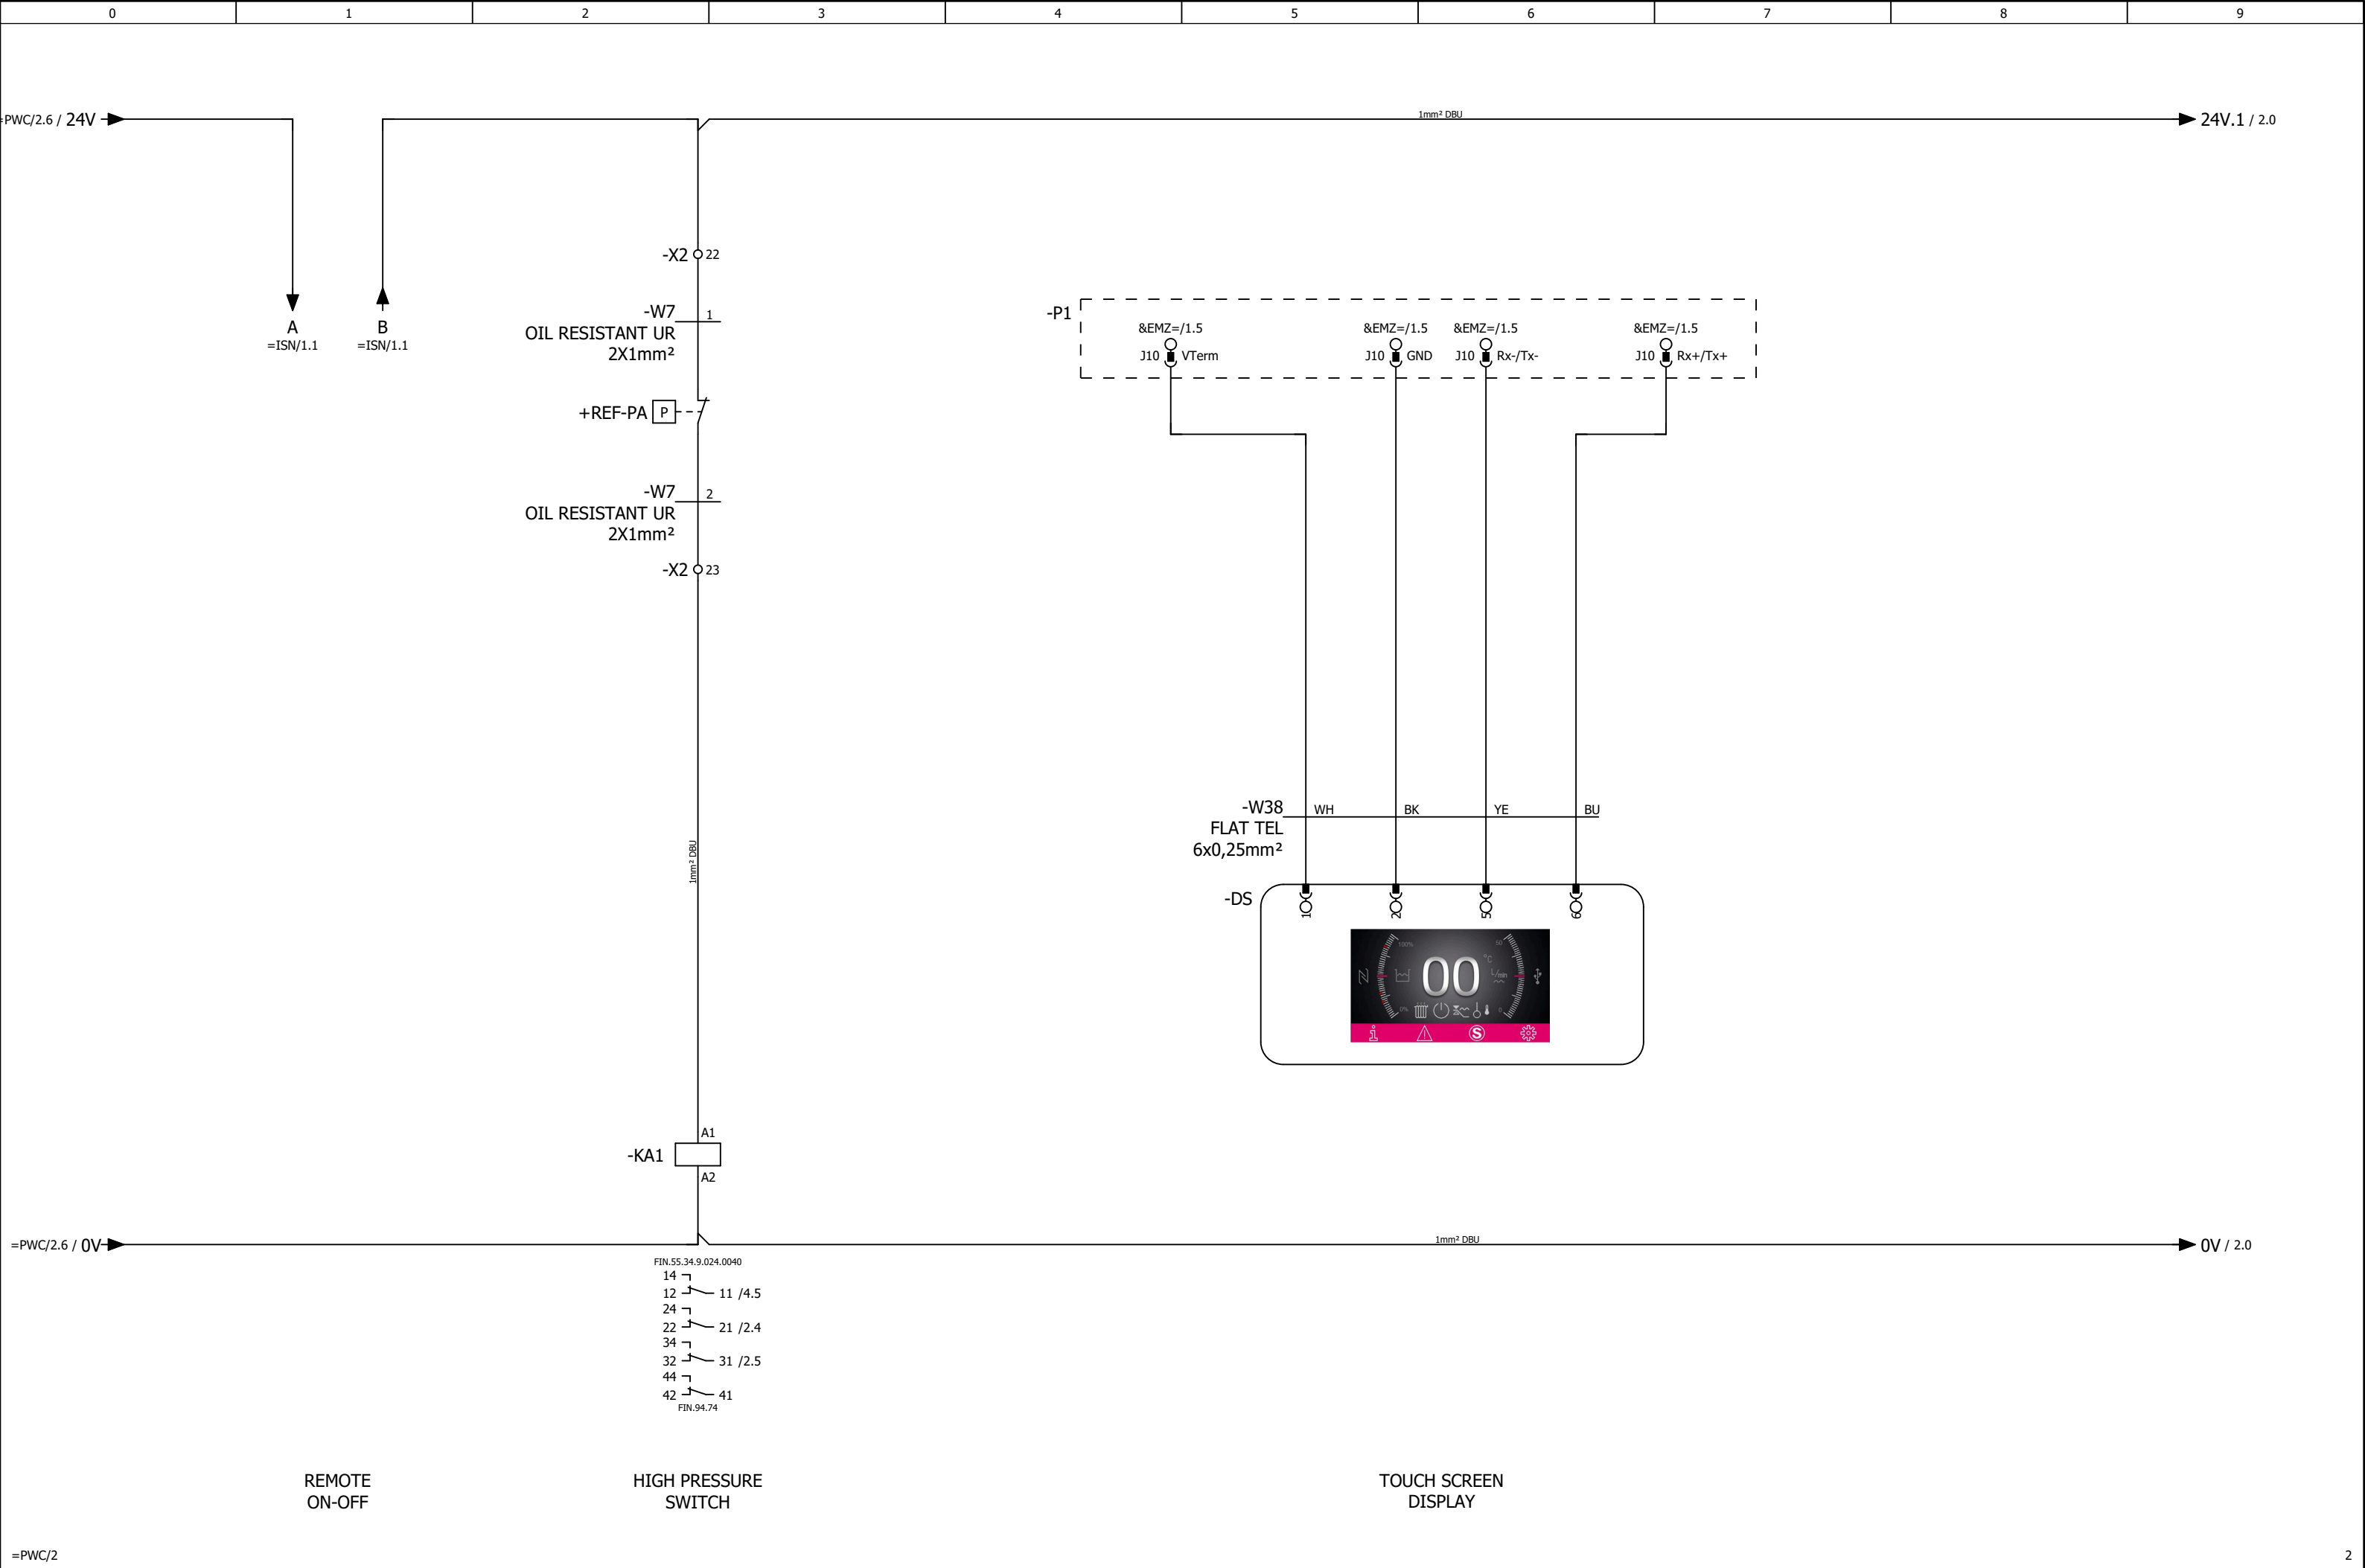 0 1 2 3 4 5 6 7 8 9
=PWC/2.6 / 24V
1mm² DBU
24V.1 / 2.0
A
=ISN/1.1
B
=ISN/1.1
-X2 22
-W7 1
OIL RESISTANT UR
2X1mm²
+REF-PA P
-W7 2
OIL RESISTANT UR
2X1mm²
-X2 23
1mm² DBU
-KA1
A1
A2
-P1
&EMZ=/1.5 &EMZ=/1.5 &EMZ=/1.5 &EMZ=/1.5
J10 VTerm J10 GND J10 Rx-/Tx- J10 Rx+/Tx+
-W38 WH BK YE BU
FLAT TEL
6x0,25mm²
-DS 1 2 5 6
100% 50
°C
00 L/min
0% 0
i S
=PWC/2.6 / 0V
1mm² DBU
0V / 2.0
FIN.55.34.9.024.0040
14
12 11 /4.5
24
22 21 /2.4
34
32 31 /2.5
44
42 41
FIN.94.74
REMOTE
ON-OFF
HIGH PRESSURE
SWITCH
TOUCH SCREEN
DISPLAY
=PWC/2
2